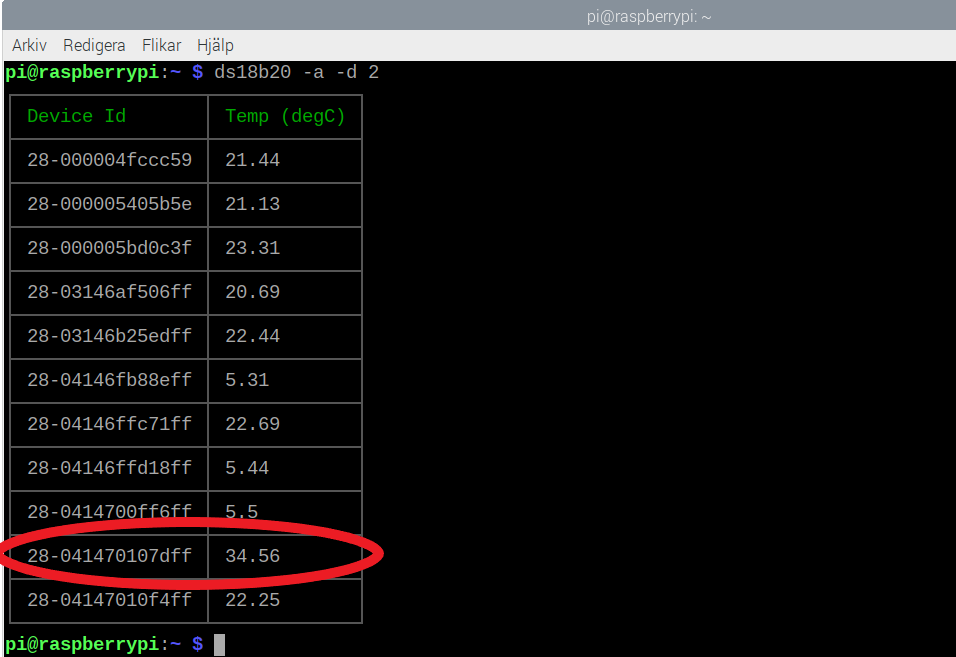 pi@raspberrypi: ~
Arkiv Redigera Flikar Hjälp
pi@raspberrypi:~ $ ds18b20 -a -d 2
Device Id Temp (degC)
28-000004fccc59 21.44
28-000005405b5e 21.13
28-000005bd0c3f 23.31
28-03146af506ff 20.69
28-03146b25edff 22.44
28-04146fb88eff 5.31
28-04146ffc71ff 22.69
28-04146ffd18ff 5.44
28-0414700ff6ff 5.5
28-041470107dff 34.56
28-04147010f4ff 22.25
pi@raspberrypi:~ $